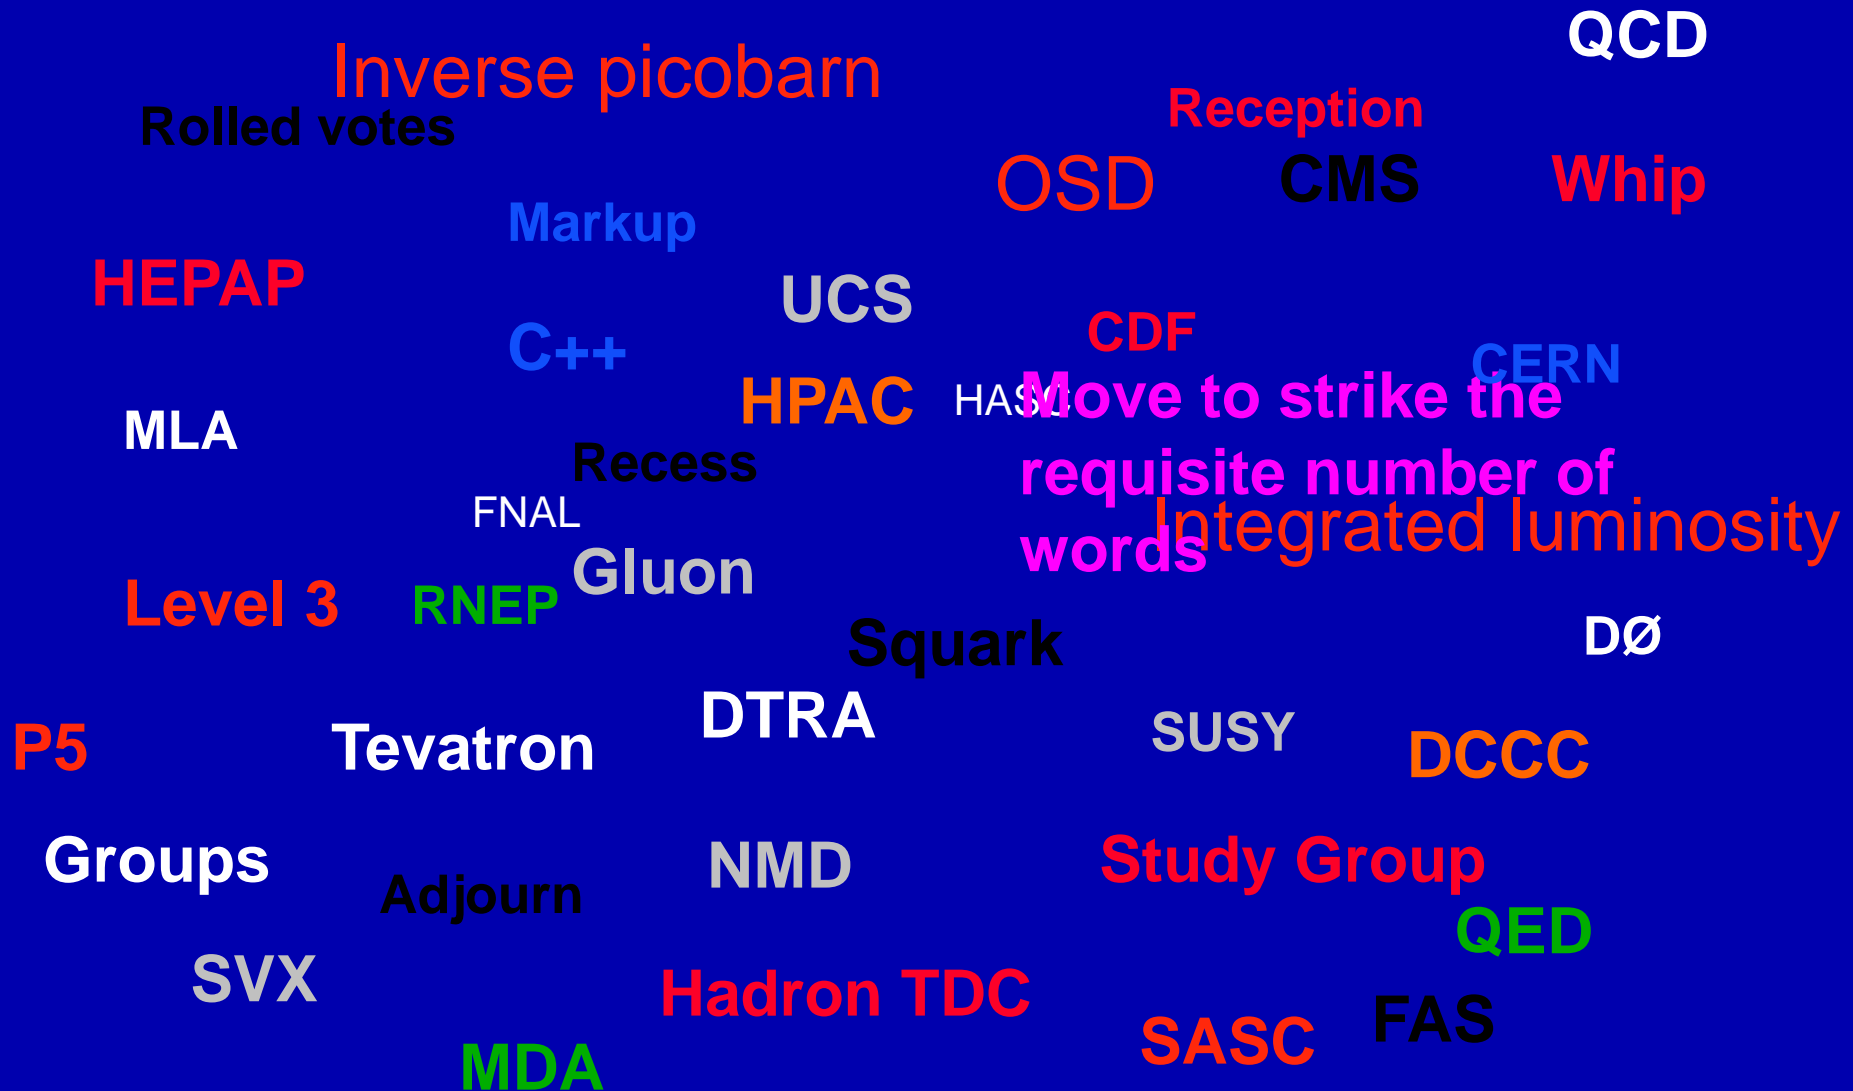 QCD
Inverse picobarn
Reception
Rolled votes
OSD
CMS
Whip
Markup
HEPAP
UCS
CDF
C++
CERN
HPAC
HASC
Move to strike the
requisite number of
words
MLA
Recess
FNAL
Integrated luminosity
Gluon
Level 3
RNEP
Squark
DØ
DTRA
SUSY
P5
Tevatron
DCCC
Groups
NMD
Study Group
Adjourn
QED
SVX
Hadron TDC
FAS
SASC
MDA